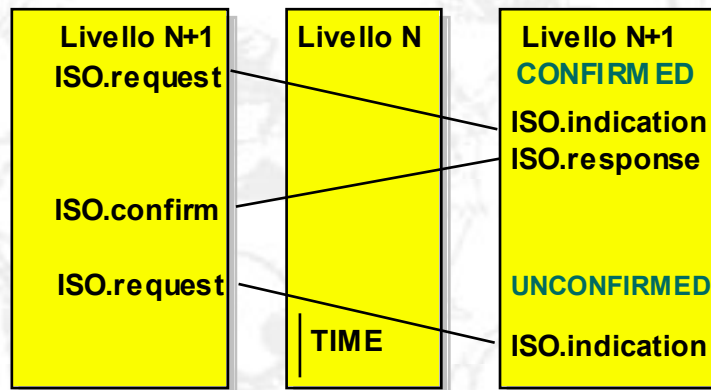 Livello N+1
ISO.request
ISO.confirm
ISO.request
Livello N
TIME
Livello N+1
CONFIRMED
ISO.indication
ISO.response
UNCONFIRMED
ISO.indication